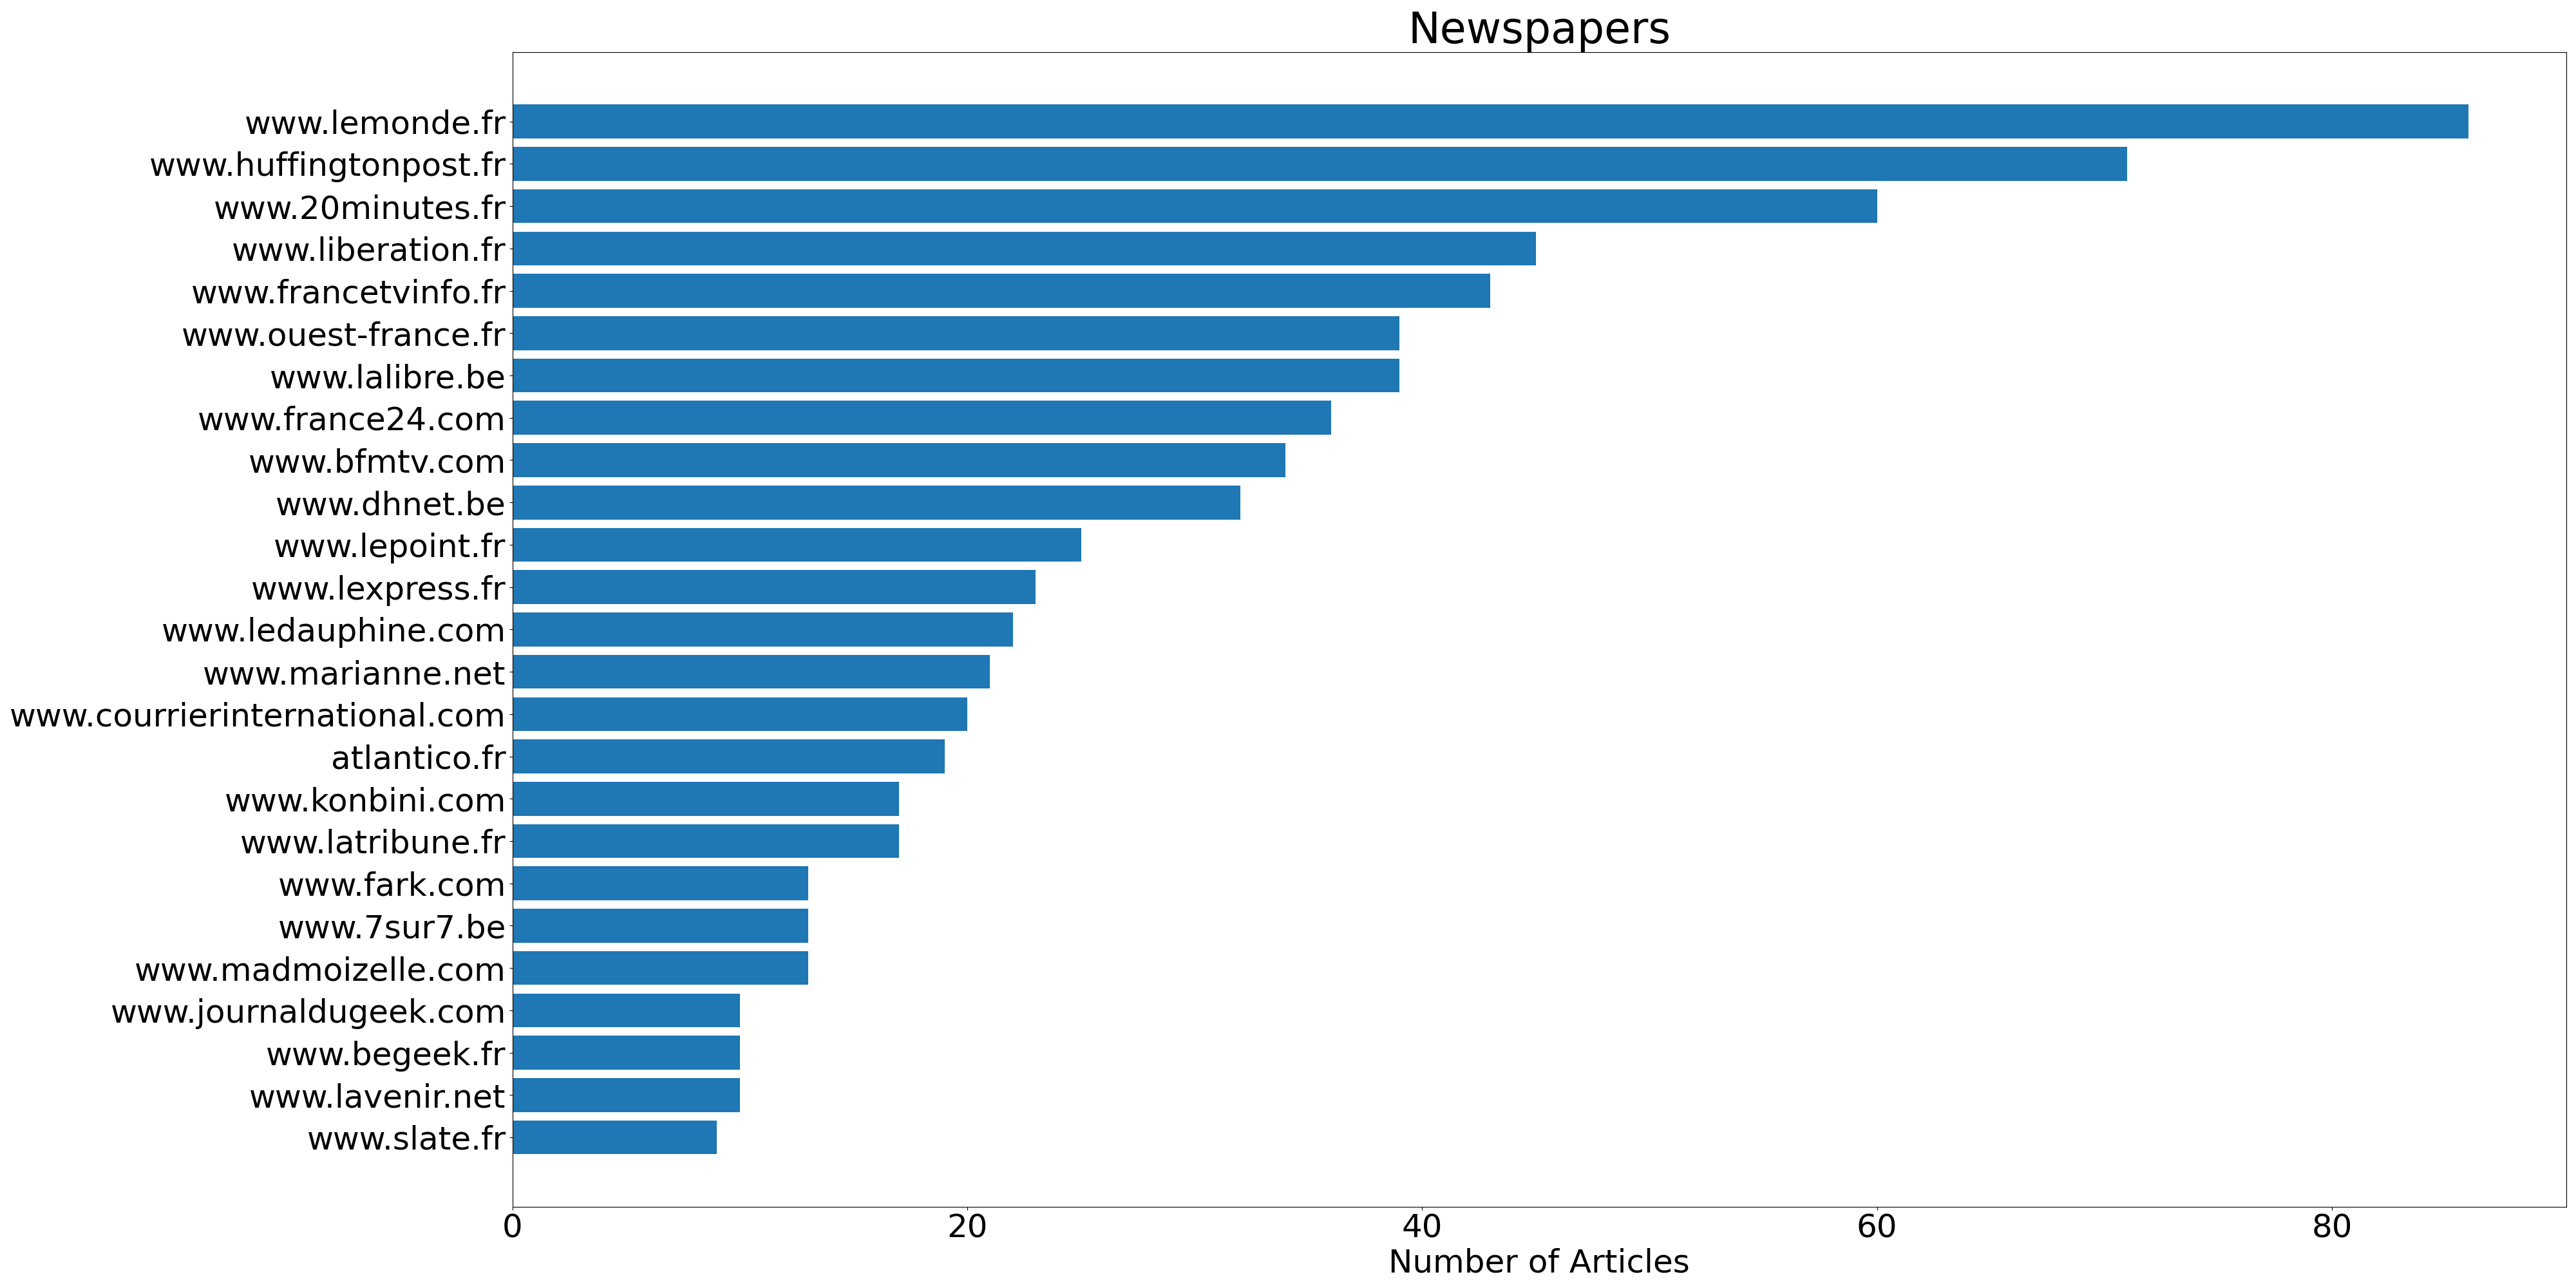 Newspapers
www.lemonde.fr
www.huffingtonpost.fr
www.20minutes.fr
www.liberation.fr
www.francetvinfo.fr
www.ouest-france.fr
www.lalibre.be
www.france24.com
www.bfmtv.com
www.dhnet.be
www.lepoint.fr
www.lexpress.fr
www.ledauphine.com
www.marianne.net
www.courrierinternational.com
atlantico.fr
www.konbini.com
www.latribune.fr
www.fark.com
www.7sur7.be
www.madmoizelle.com
www.journaldugeek.com
www.begeek.fr
www.lavenir.net
www.slate.fr
0 20 40 60 80
Number of Articles